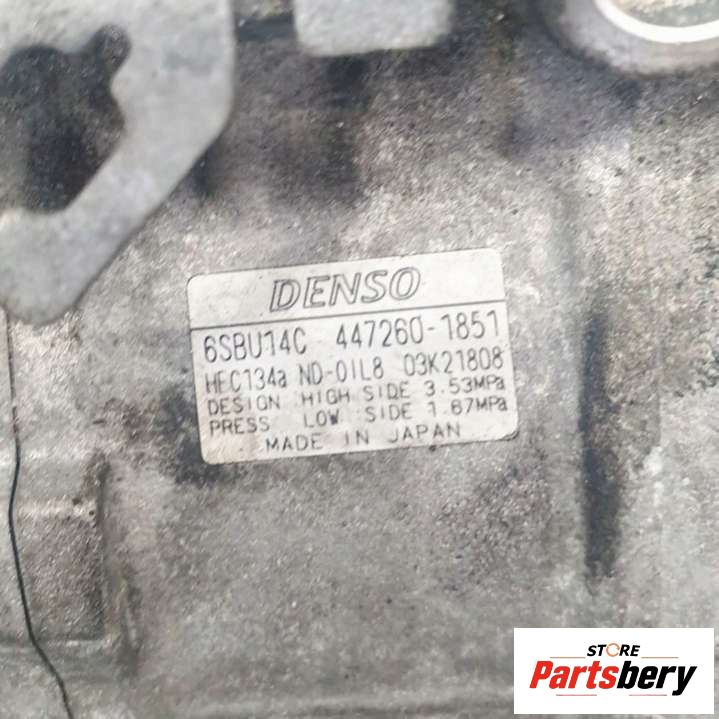 DENSO
6SBU14C 447260-1851
HFC134a ND-OIL8 03K21808
DESIGN HIGH SIDE 3.53MPa
PRESS LOW SIDE 1.67MPa
MADE IN JAPAN
STORE
Partsbery